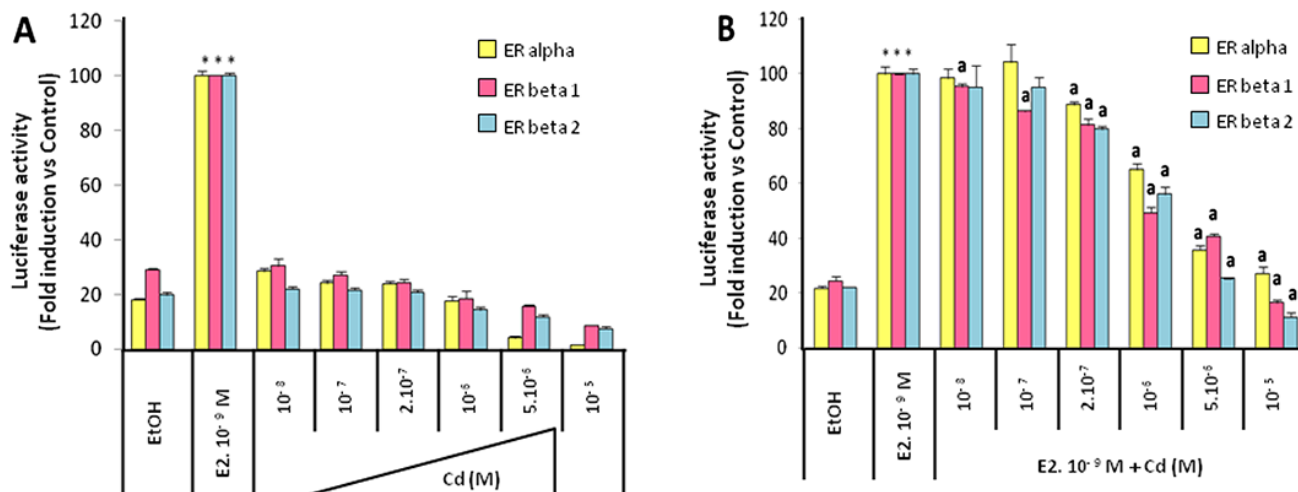 A
Luciferase activity
(Fold induction vs Control)
120
100
80
60
40
20
0
* * *
ER alpha
ER beta 1
ER beta 2
EtOH
E2. 10⁻⁹ M
10⁻⁸
10⁻⁷
2.10⁻⁷
10⁻⁶
5.10⁻⁶
10⁻⁵
Cd (M)
B
Luciferase activity
(Fold induction vs Control)
120
100
80
60
40
20
0
* * *
a
a
a a a
a a a
a a a
a a a
ER alpha
ER beta 1
ER beta 2
EtOH
E2. 10⁻⁹ M
10⁻⁸
10⁻⁷
2.10⁻⁷
10⁻⁶
5.10⁻⁶
10⁻⁵
E2. 10⁻⁹ M + Cd (M)